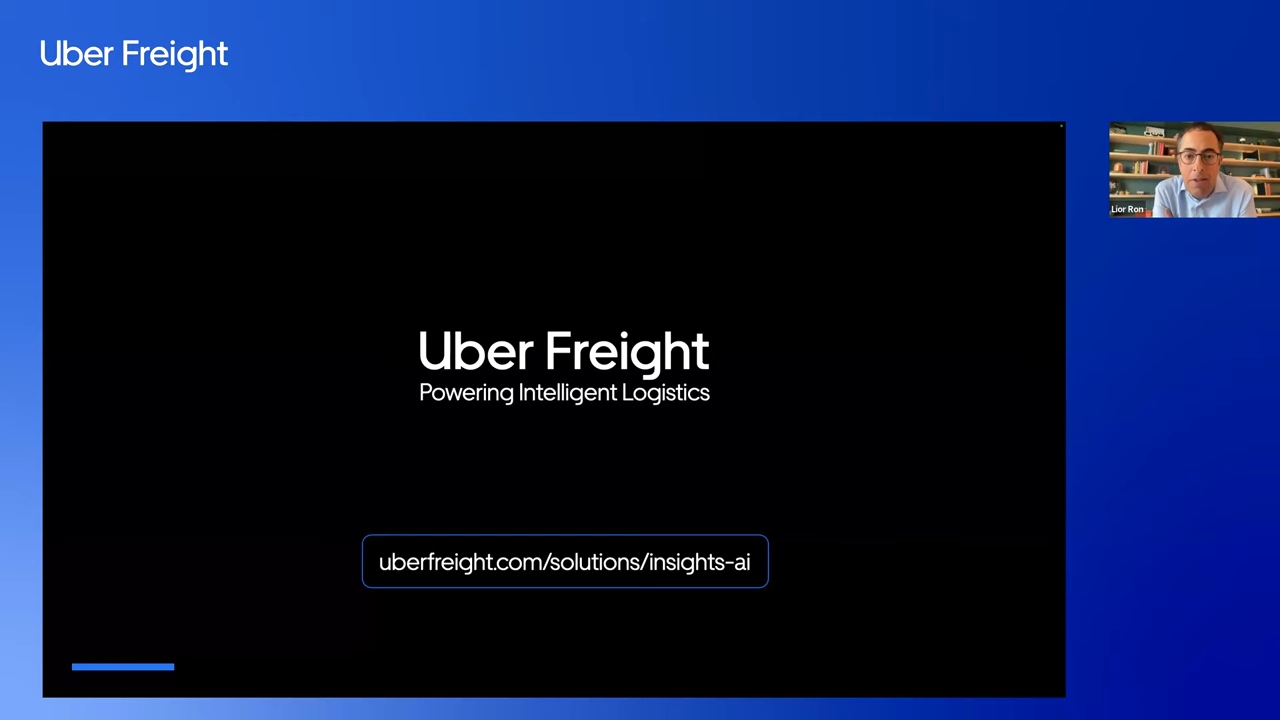 Uber Freight
Uber Freight
Powering Intelligent Logistics
uberfreight.com/solutions/insights-ai
Lior Ron